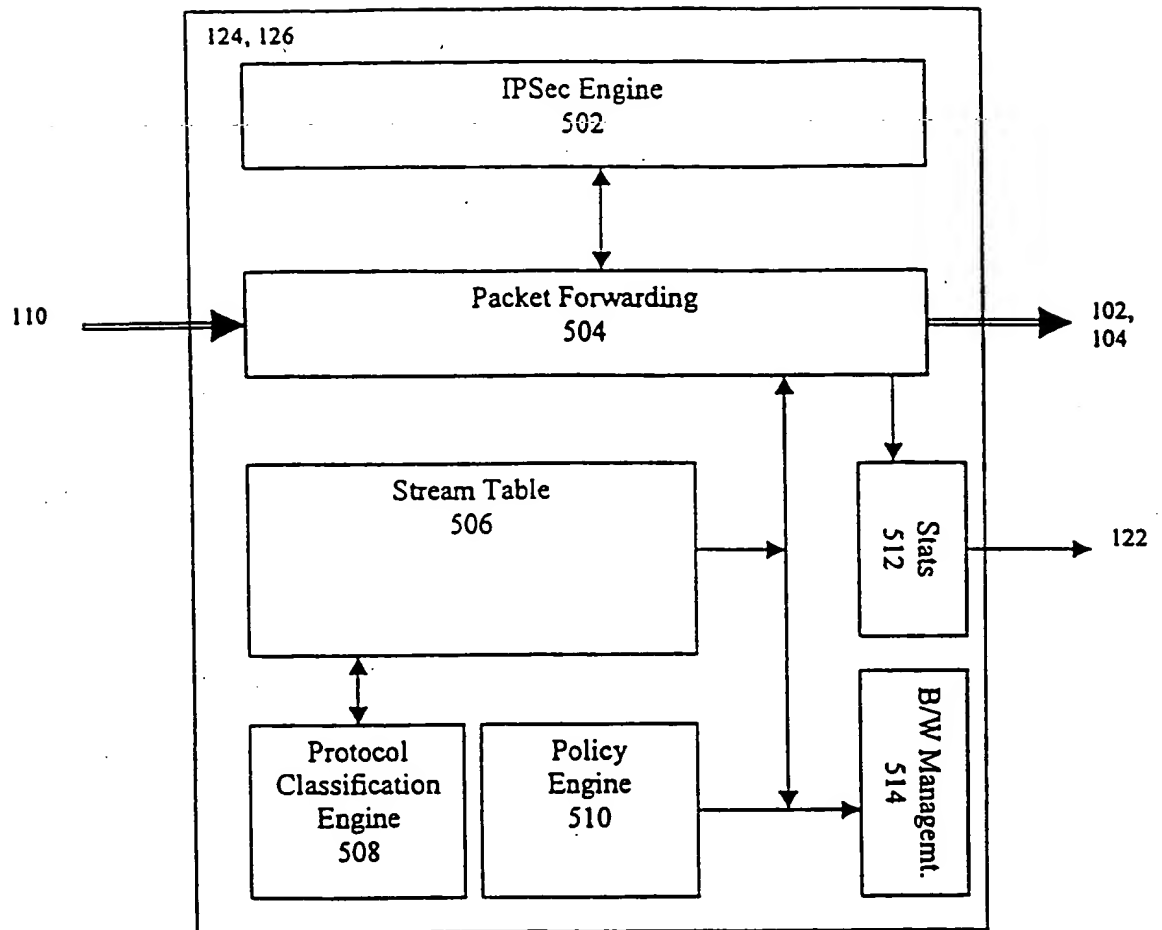 124, 126
IPSec Engine
502
Packet Forwarding
504
110
102,
104
Stream Table
506
Stats
512
122
Protocol
Classification
Engine
508
Policy
Engine
510
B/W Managemt.
514